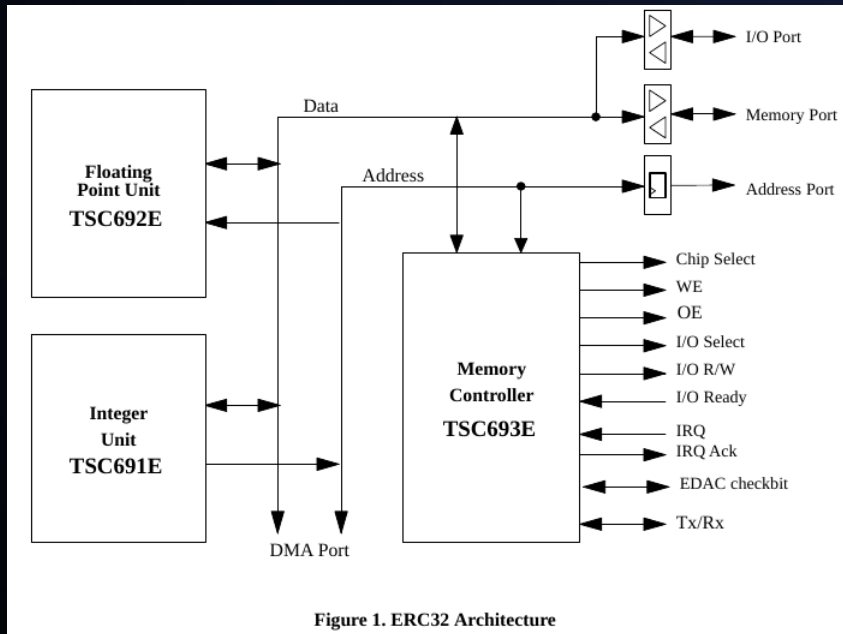 I/O Port
Data
Memory Port
Floating
Point Unit
TSC692E
Address
Address Port
Chip Select
WE
OE
I/O Select
I/O R/W
I/O Ready
IRQ
IRQ Ack
EDAC checkbit
Tx/Rx
Memory
Controller
TSC693E
Integer
Unit
TSC691E
DMA Port
Figure 1. ERC32 Architecture